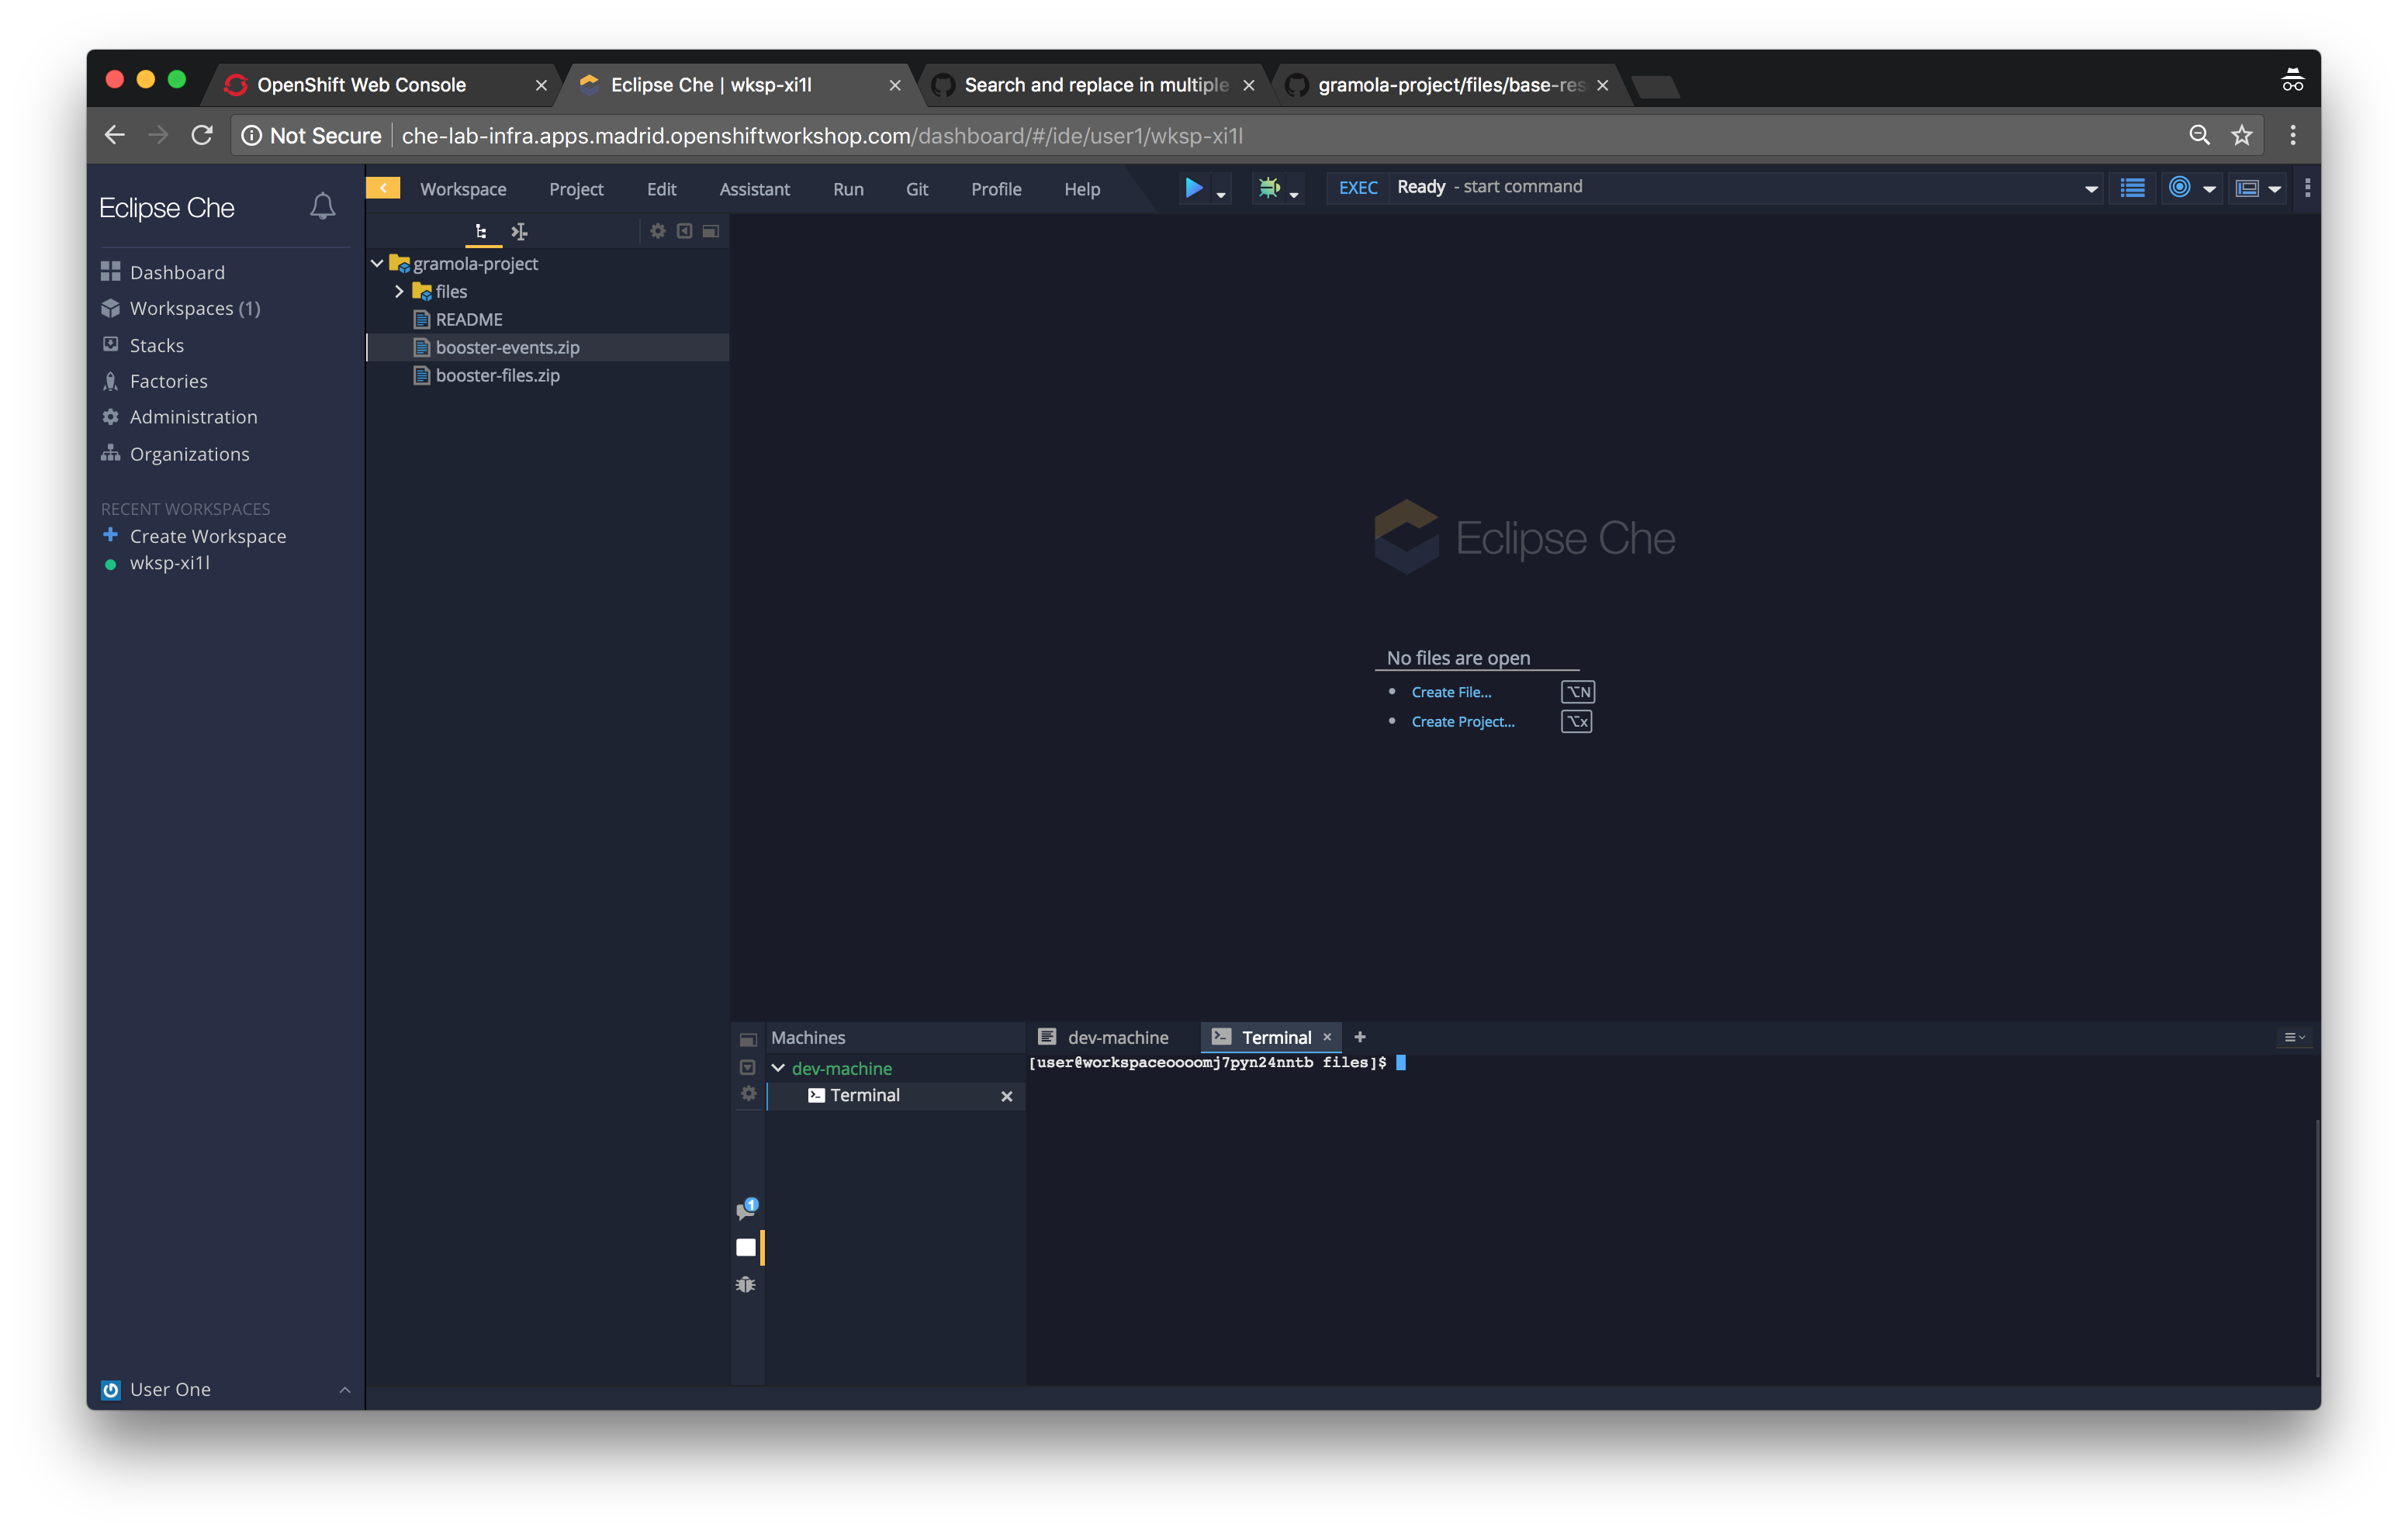 OpenShift Web Console
Eclipse Che | wksp-xi1l
Search and replace in multiple
gramola-project/files/base-res
Not Secure
che-lab-infra.apps.madrid.openshiftworkshop.com/dashboard/#/ide/user1/wksp-xi1l
Eclipse Che
Dashboard
Workspaces (1)
Stacks
Factories
Administration
Organizations
RECENT WORKSPACES
Create Workspace
wksp-xi1l
User One
Workspace Project Edit Assistant Run Git Profile Help
EXEC Ready - start command
gramola-project
files
README
booster-events.zip
booster-files.zip
Eclipse Che
No files are open
Create File... ⌥N
Create Project... ⌥x
Machines
dev-machine
Terminal
1
dev-machine
Terminal
[user@workspaceoooomj7pyn24nntb files]$